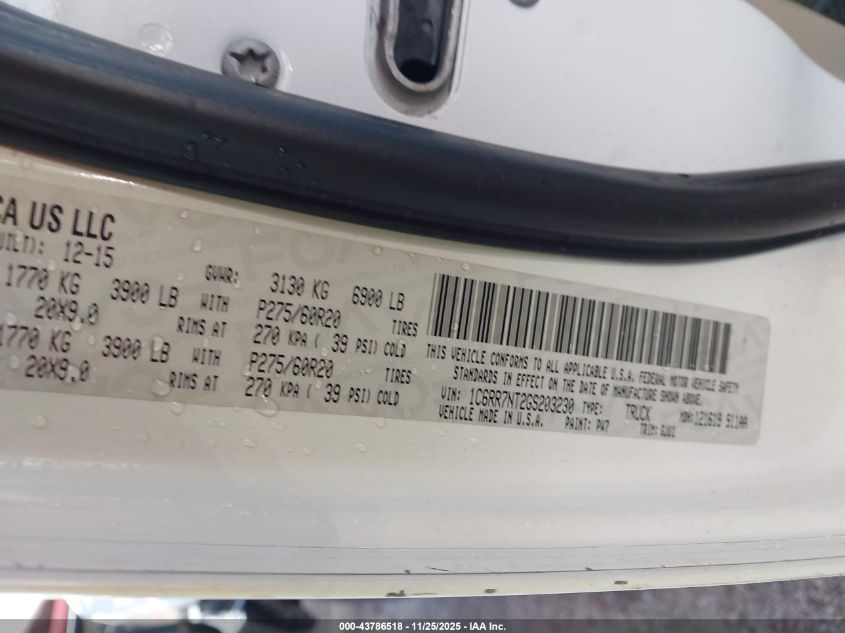 CA US LLC
12-15
1770 KG 3900 LB
GVWR: 3130 KG 6900 LB
20X9.0 RIMS AT WITH P275/60R20 TIRES
270 KPA ( 39 PSI) COLD
1770 KG 3900 LB WITH P275/60R20 TIRES
20X9.0 RIMS AT 270 KPA ( 39 PSI) COLD
THIS VEHICLE CONFORMS TO ALL APPLICABLE U.S.A. FEDERAL MOTOR VEHICLE SAFETY
STANDARDS IN EFFECT ON THE DATE OF MANUFACTURE SHOWN ABOVE.
VIN: 1C6RR7NT2GS203230 TYPE: TRUCK MDH: 121619 911AA
VEHICLE MADE IN U.S.A. PAINT: PW7 TRIM:
000-43786518 - 11/25/2025 - IAA Inc.